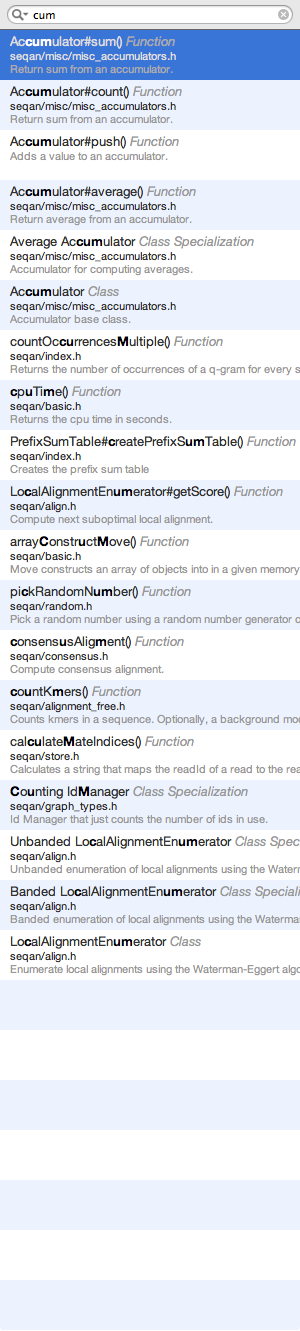 cum
Accumulator#sum() Function
seqan/misc/misc_accumulators.h
Return sum from an accumulator.
Accumulator#count() Function
seqan/misc/misc_accumulators.h
Return sum from an accumulator.
Accumulator#push() Function
Adds a value to an accumulator.
Accumulator#average() Function
seqan/misc/misc_accumulators.h
Return average from an accumulator.
Average Accumulator Class Specialization
seqan/misc/misc_accumulators.h
Accumulator for computing averages.
Accumulator Class
seqan/misc/misc_accumulators.h
Accumulator base class.
countOccurrencesMultiple() Function
seqan/index.h
Returns the number of occurrences of a q-gram for every s
cpuTime() Function
seqan/basic.h
Returns the cpu time in seconds.
PrefixSumTable#createPrefixSumTable() Function
seqan/index.h
Creates the prefix sum table
LocalAlignmentEnumerator#getScore() Function
seqan/align.h
Compute next suboptimal local alignment.
arrayConstructMove() Function
seqan/basic.h
Move constructs an array of objects into in a given memory
pickRandomNumber() Function
seqan/random.h
Pick a random number using a random number generator o
consensusAligment() Function
seqan/consensus.h
Compute consensus alignment.
countKmers() Function
seqan/alignment_free.h
Counts kmers in a sequence. Optionally, a background mo
calculateMateIndices() Function
seqan/store.h
Calculates a string that maps the readId of a read to the rea
Counting IdManager Class Specialization
seqan/graph_types.h
Id Manager that just counts the number of ids in use.
Unbanded LocalAlignmentEnumerator Class Spec
seqan/align.h
Unbanded enumeration of local alignments using the Water
Banded LocalAlignmentEnumerator Class Speciali
seqan/align.h
Banded enumeration of local alignments using the Waterma
LocalAlignmentEnumerator Class
seqan/align.h
Enumerate local alignments using the Waterman-Eggert algo